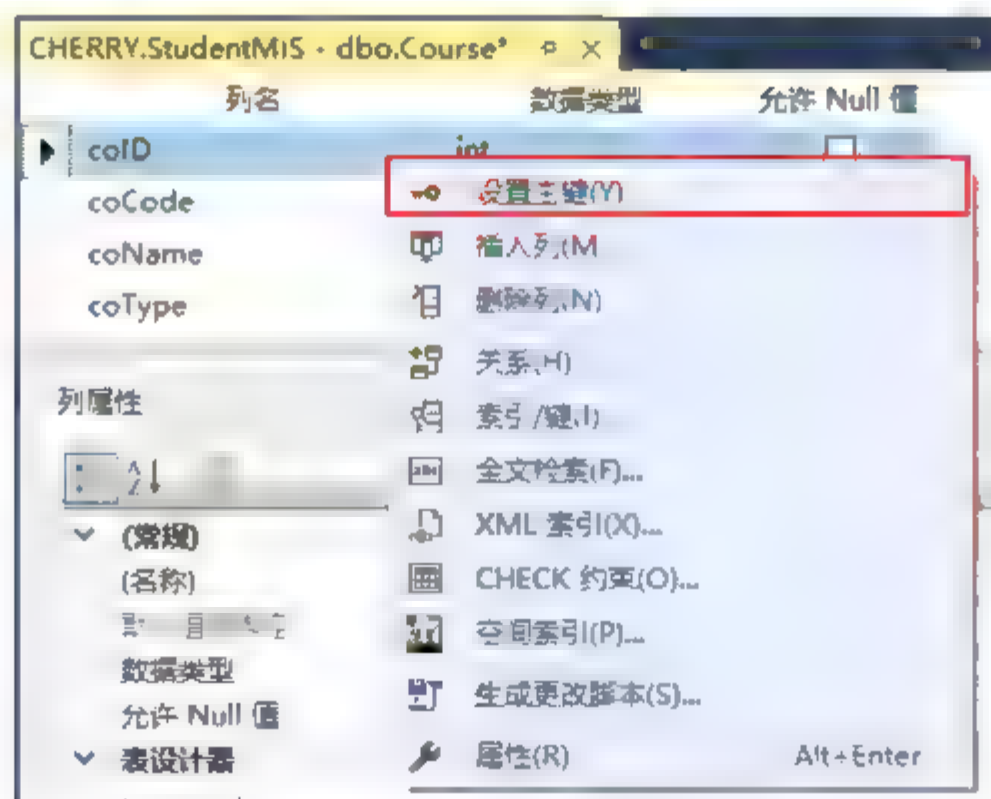 CHERRY.StudentMIS - dbo.Course*
列名 数据类型 允许 Null 值
coID int
设置主键(Y)
coCode
插入列(M
coName
删除列(N)
coType
关系(H)
列属性
索引/键(I)
全文检索(F)...
XML 索引(X)...
(常规)
CHECK 约束(O)...
(名称)
空间索引(P)...
数据类型
生成更改脚本(S)...
允许 Null 值
属性(R) Alt+Enter
表设计器